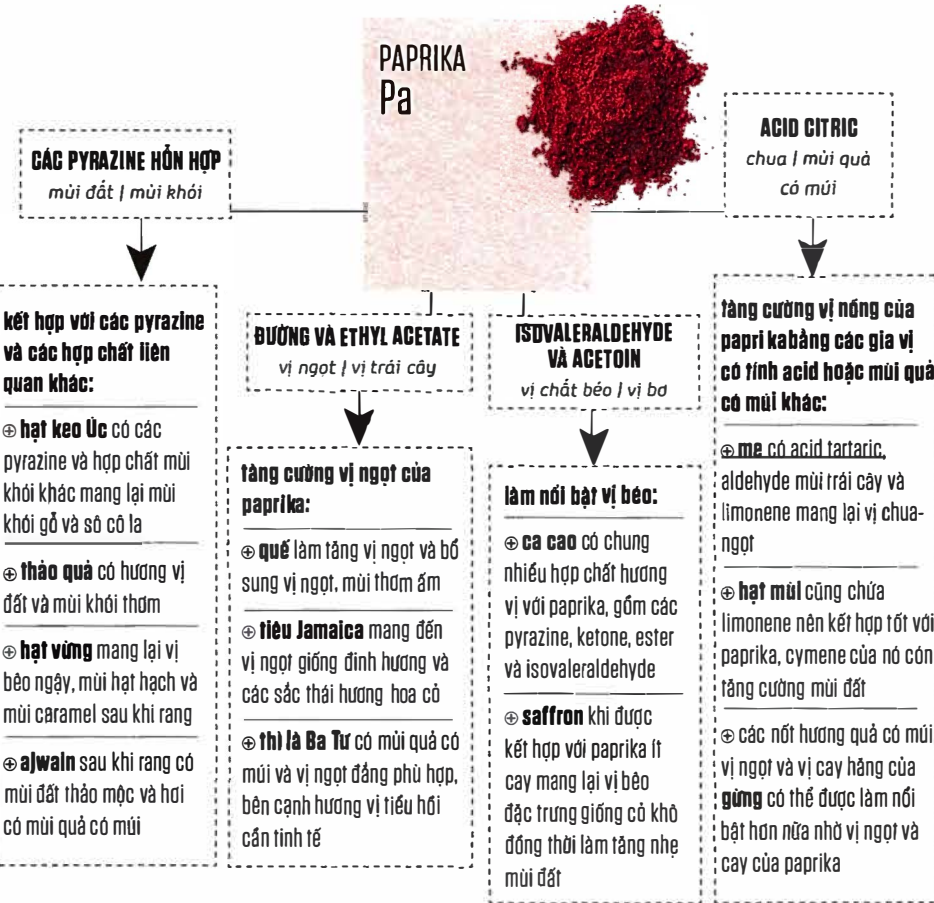 PAPRIKA
Pa
CÁC PYRAZINE HỖN HỢP
mùi đất | mùi khói
kết hợp với các pyrazine
và các hợp chất liên
quan khác:
⊕ hạt keo Úc có các
pyrazine và hợp chất mùi
khói khác mang lại mùi
khói gỗ và sô cô la
⊕ thảo quả có hương vị
đất và mùi khói thơm
⊕ hạt vừng mang lại vị
béo ngậy, mùi hạt hạch và
mùi caramel sau khi rang
⊕ ajwain sau khi rang có
mùi đất thảo mộc và hơi
có mùi quả có múi
ĐƯỜNG VÀ ETHYL ACETATE
vị ngọt | vị trái cây
tăng cường vị ngọt của
paprika:
⊕ quế làm tăng vị ngọt và bổ
sung vị ngọt, mùi thơm ấm
⊕ tiêu Jamaica mang đến
vị ngọt giống đinh hương và
các sắc thái hương hoa cỏ
⊕ thì là Ba Tư có mùi quả có
múi và vị ngọt đắng phù hợp,
bên cạnh hương vị tiểu hồi
cần tinh tế
ISOVALERALDEHYDE
VÀ ACETOIN
vị chất béo | vị bơ
làm nổi bật vị béo:
⊕ ca cao có chung
nhiều hợp chất hương
vị với paprika, gồm các
pyrazine, ketone, ester
và isovaleraldehyde
⊕ saffron khi được
kết hợp với paprika ít
cay mang lại vị béo
đặc trưng giống cỏ khô
đồng thời làm tăng nhẹ
mùi đất
ACID CITRIC
chua | mùi quả
có múi
tăng cường vị nồng của
papri kabằng các gia vị
có tính acid hoặc mùi quả
có múi khác:
⊕ me có acid tartaric,
aldehyde mùi trái cây và
limonene mang lại vị chua-
ngọt
⊕ hạt mùi cũng chứa
limonene nên kết hợp tốt với
paprika, cymene của nó còn
tăng cường mùi đất
⊕ các nốt hương quả có múi
vị ngọt và vị cay hăng của
gừng có thể được làm nổi
bật hơn nữa nhờ vị ngọt và
cay của paprika